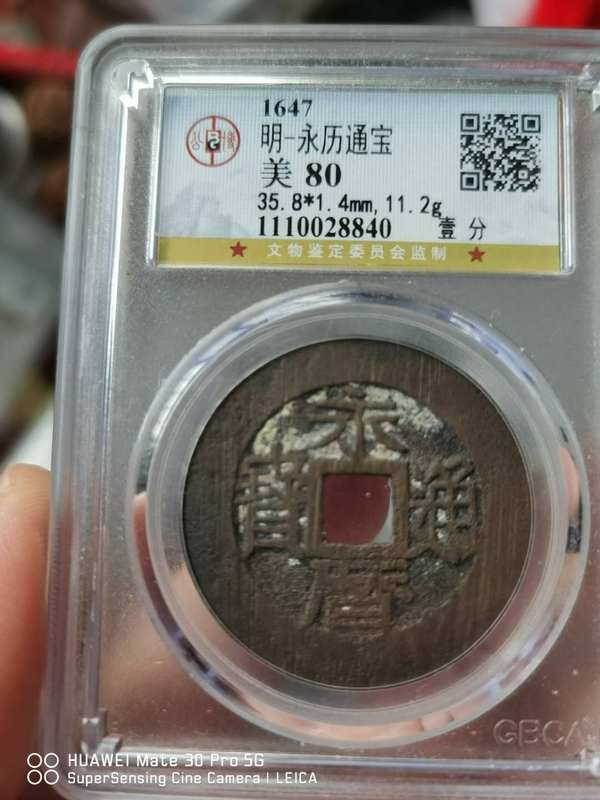 1647
明-永历通宝
美 80
35.8*1.4mm,11.2g
1110028840 壹 分
文物鉴定委员会监制
永
寳 通
曆
GBCA
HUAWEI Mate 30 Pro 5G
SuperSensing Cine Camera | LEICA